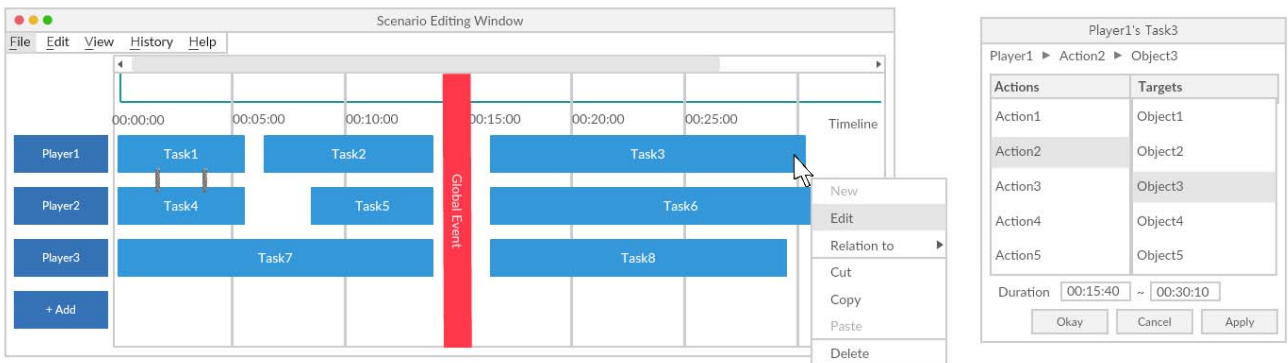 Scenario Editing Window
File Edit View History Help
00:00:00 00:05:00 00:10:00 00:15:00 00:20:00 00:25:00 Timeline
Player1 Task1 Task2 Task3
Player2 Task4 Task5 Task6
Player3 Task7 Task8
+ Add
Global Event
New
Edit
Relation to
Cut
Copy
Paste
Delete
Player1's Task3
Player1 ► Action2 ► Object3
Actions Targets
Action1 Object1
Action2 Object2
Action3 Object3
Action4 Object4
Action5 Object5
Duration 00:15:40 ~ 00:30:10
Okay Cancel Apply